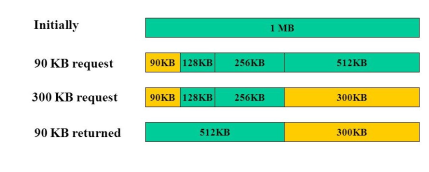 Initially
1 MB
90 KB request
90KB 128KB 256KB 512KB
300 KB request
90KB 128KB 256KB 300KB
90 KB returned
512KB 300KB